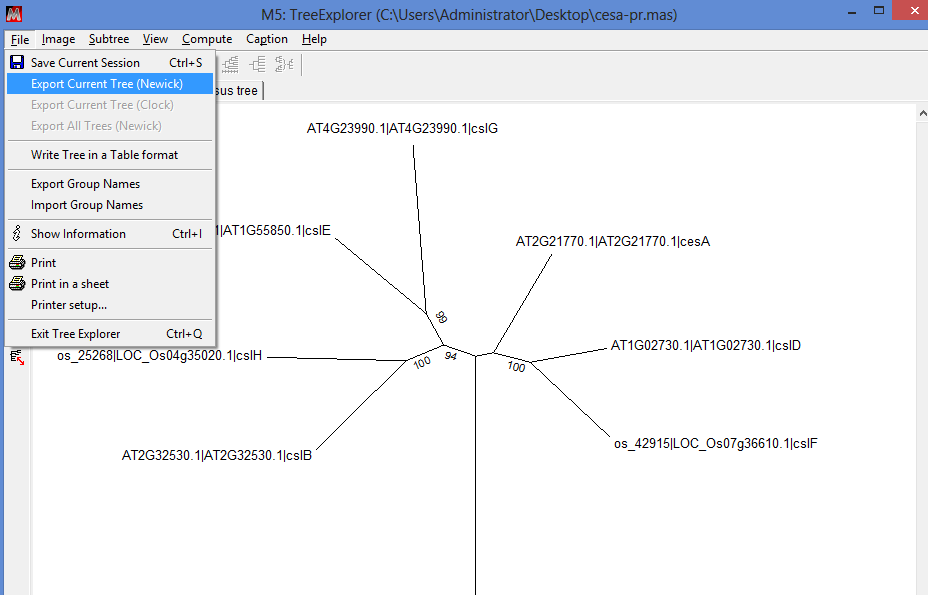 M5: TreeExplorer (C:\Users\Administrator\Desktop\cesa-pr.mas)
File Image Subtree View Compute Caption Help
Save Current Session Ctrl+S
Export Current Tree (Newick)
Export Current Tree (Clock)
Export All Trees (Newick)
Write Tree in a Table format
Export Group Names
Import Group Names
Show Information Ctrl+I
Print
Print in a sheet
Printer setup...
Exit Tree Explorer Ctrl+Q
sus tree
AT4G23990.1|AT4G23990.1|cslG
|AT1G55850.1|cslE
AT2G21770.1|AT2G21770.1|cesA
99
AT1G02730.1|AT1G02730.1|cslD
os_25268|LOC_Os04g35020.1|cslH
94
100
100
os_42915|LOC_Os07g36610.1|cslF
AT2G32530.1|AT2G32530.1|cslB